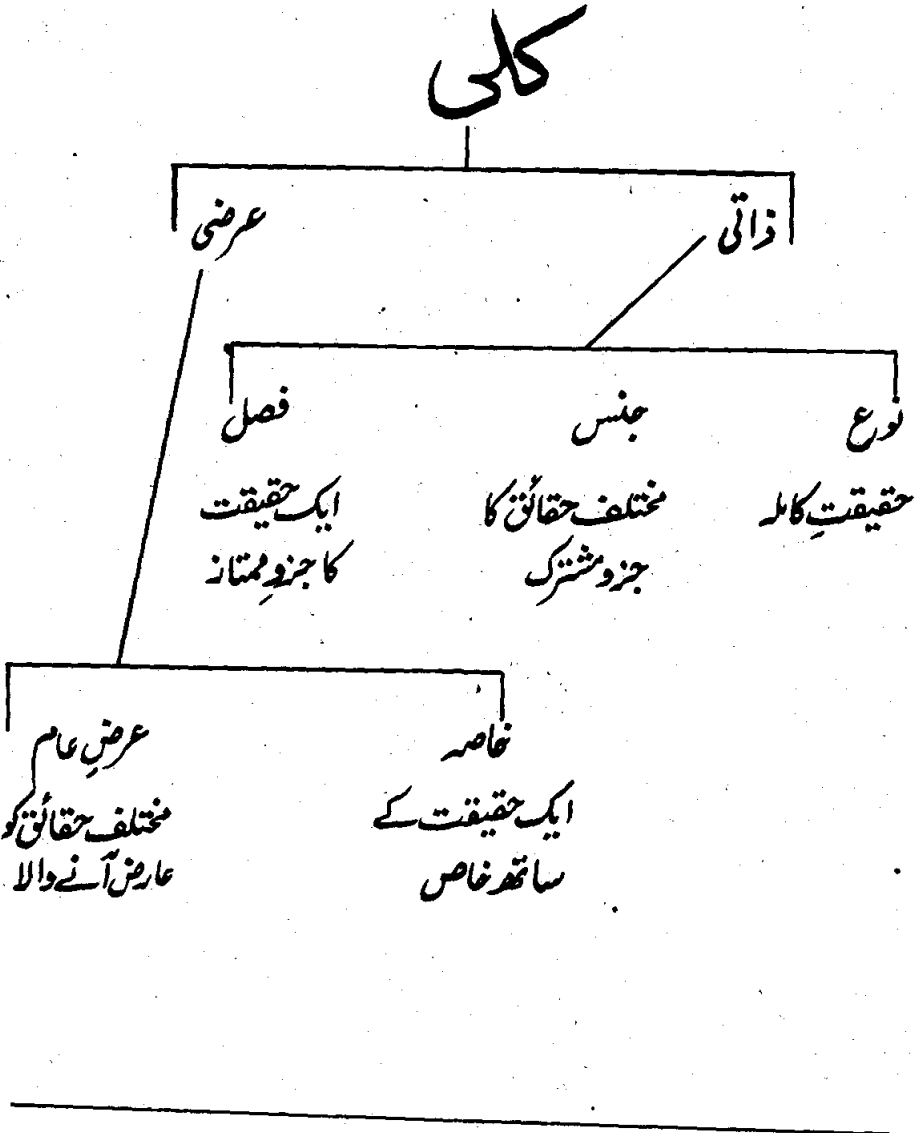 کلی
ذاتی
عرضی
نوع
حقیقتِ کاملہ
جنس
مختلف حقائق کا
جزو مشترک
فصل
ایک حقیقت
کا جزوِ ممتاز
خاصہ
ایک حقیقت کے
ساتھ خاص
عرضِ عام
مختلف حقائق کو
عارض آنے والا